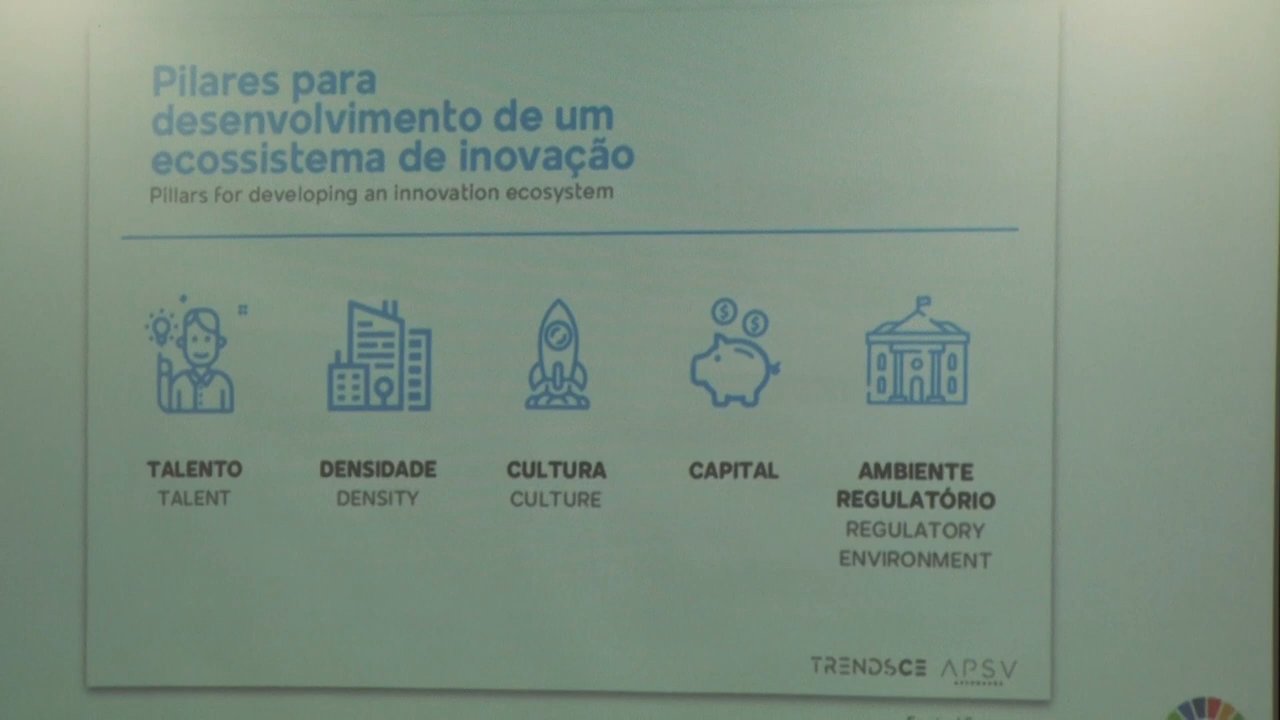 Pilares para
desenvolvimento de um
ecossistema de inovação
Pillars for developing an innovation ecosystem
TALENTO
TALENT
DENSIDADE
DENSITY
CULTURA
CULTURE
CAPITAL
AMBIENTE
REGULATÓRIO
REGULATORY
ENVIRONMENT
TRENDSCE APSV